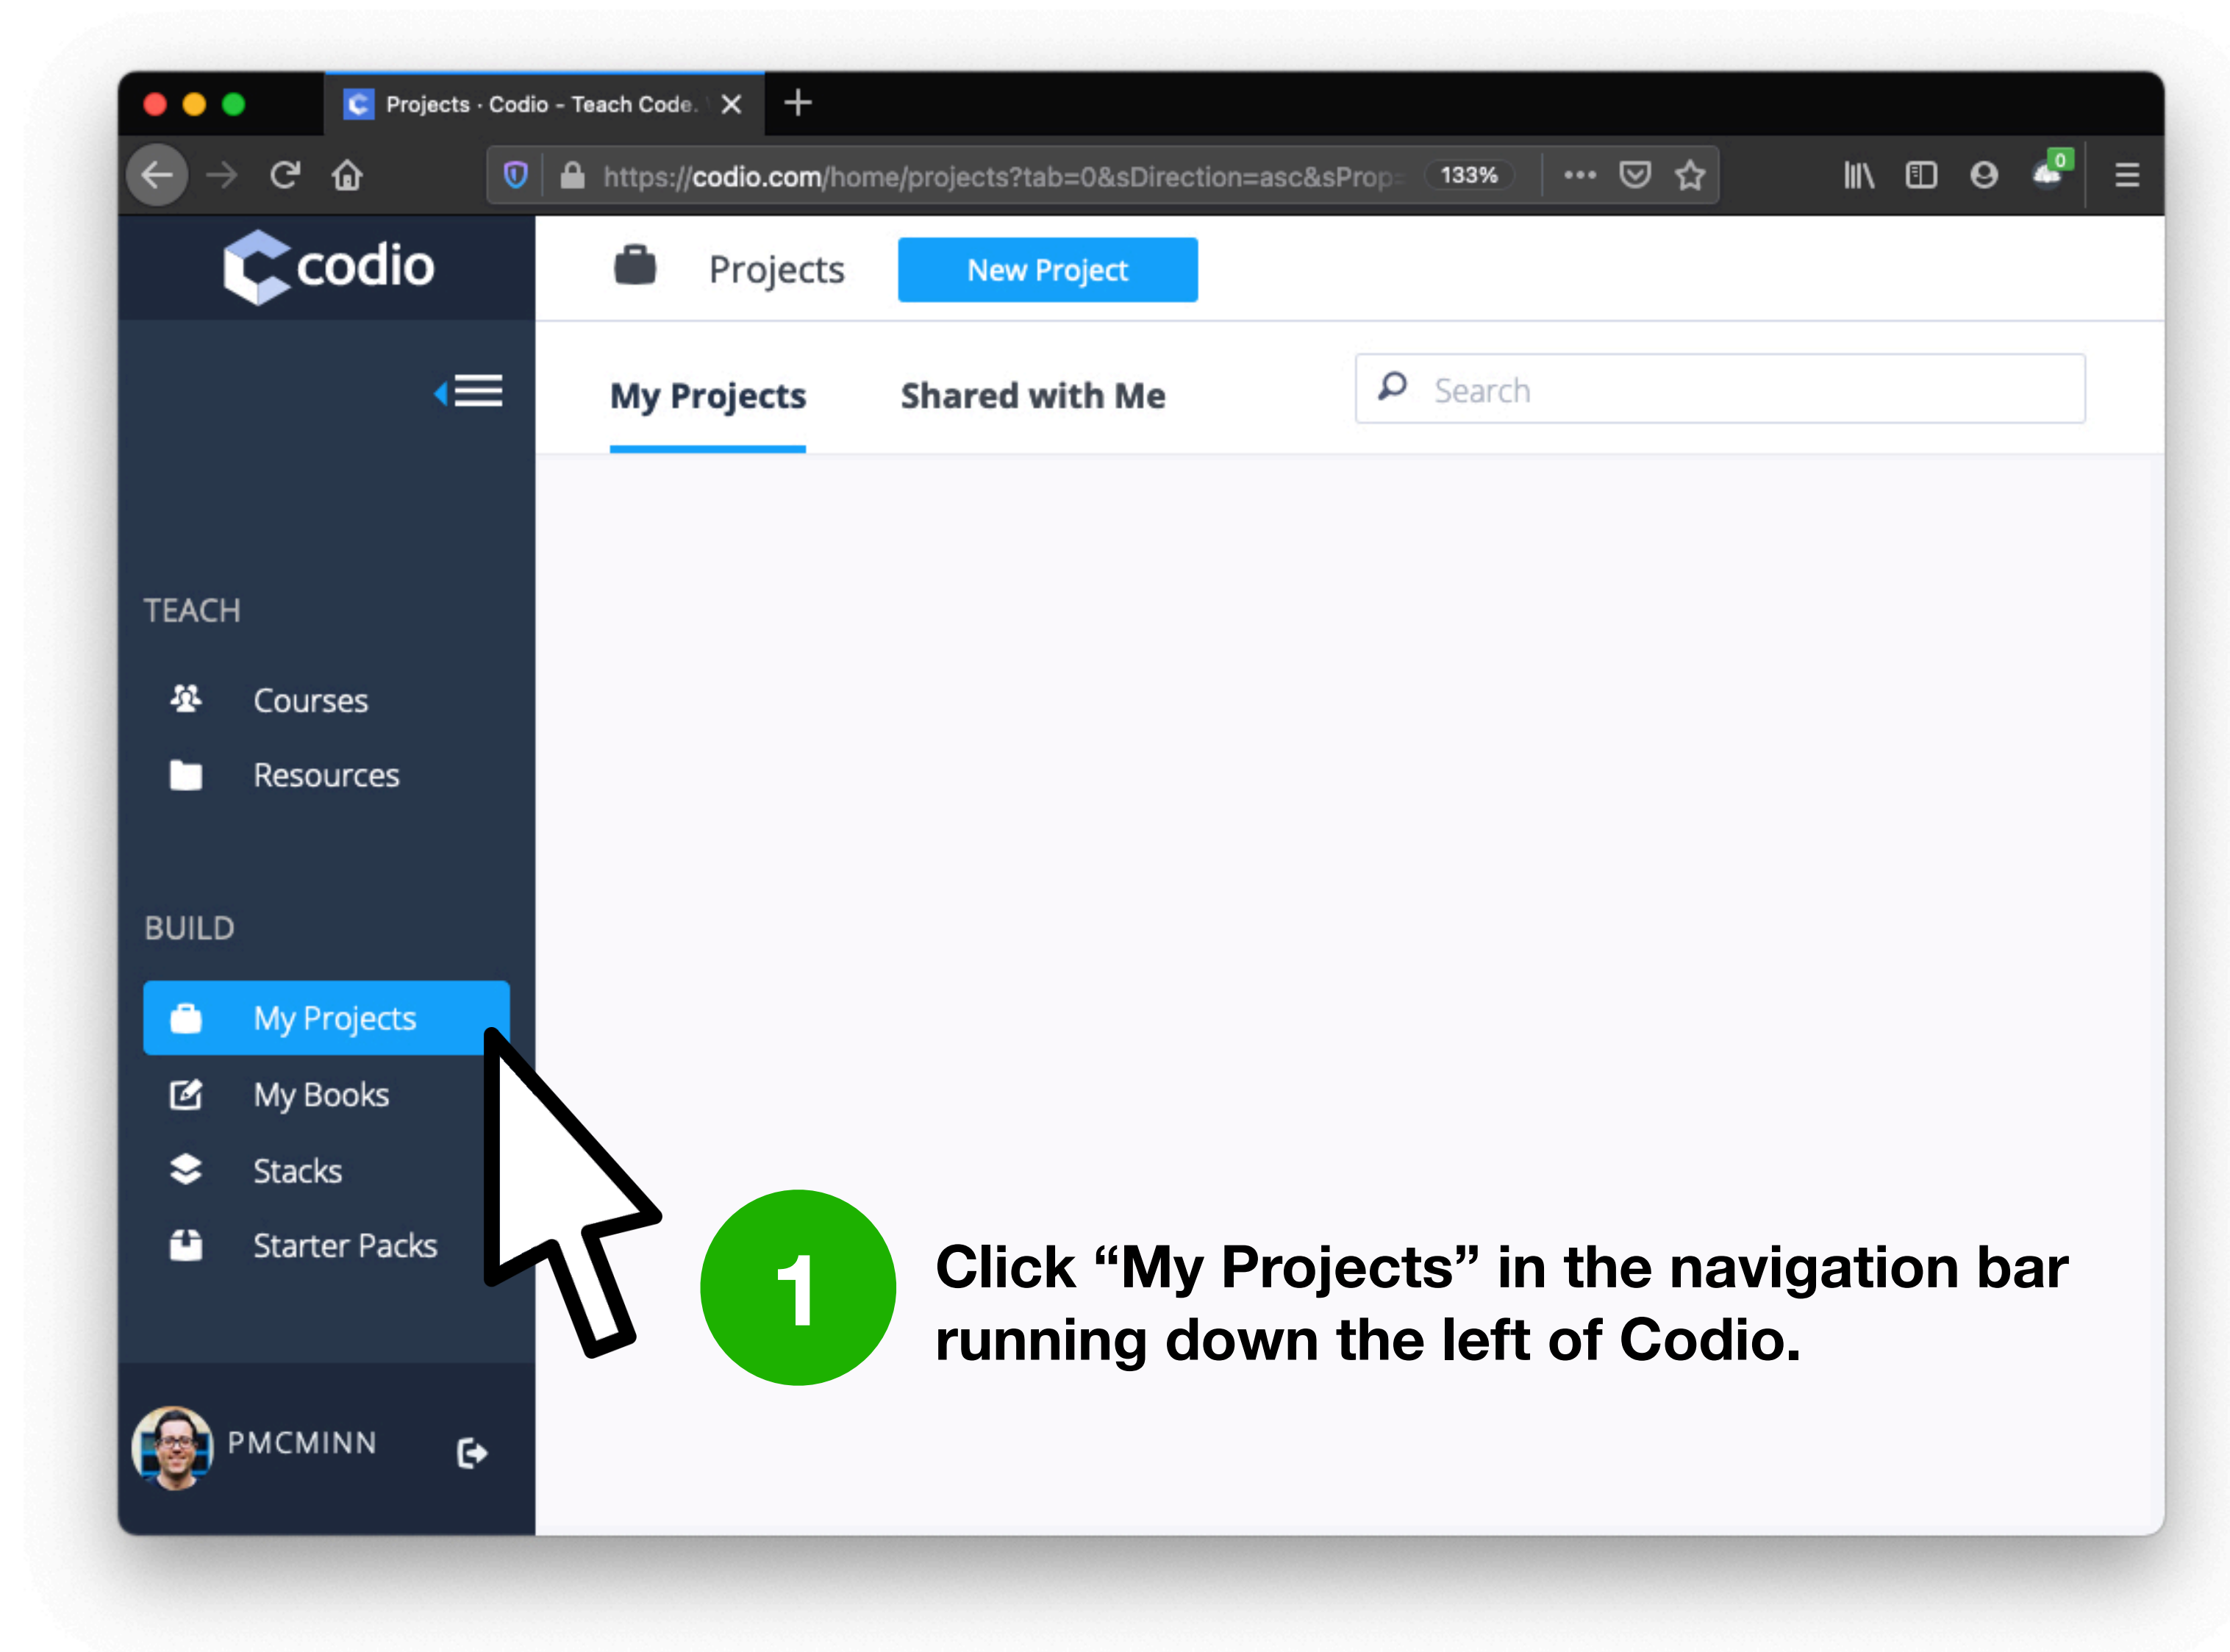 Projects · Codio - Teach Code.
https://codio.com/home/projects?tab=0&sDirection=asc&sProp= 133%
0
codio
Projects
New Project
My Projects
Shared with Me
Search
TEACH
Courses
Resources
BUILD
My Projects
My Books
Stacks
Starter Packs
1
Click “My Projects” in the navigation bar
running down the left of Codio.
PMCMINN